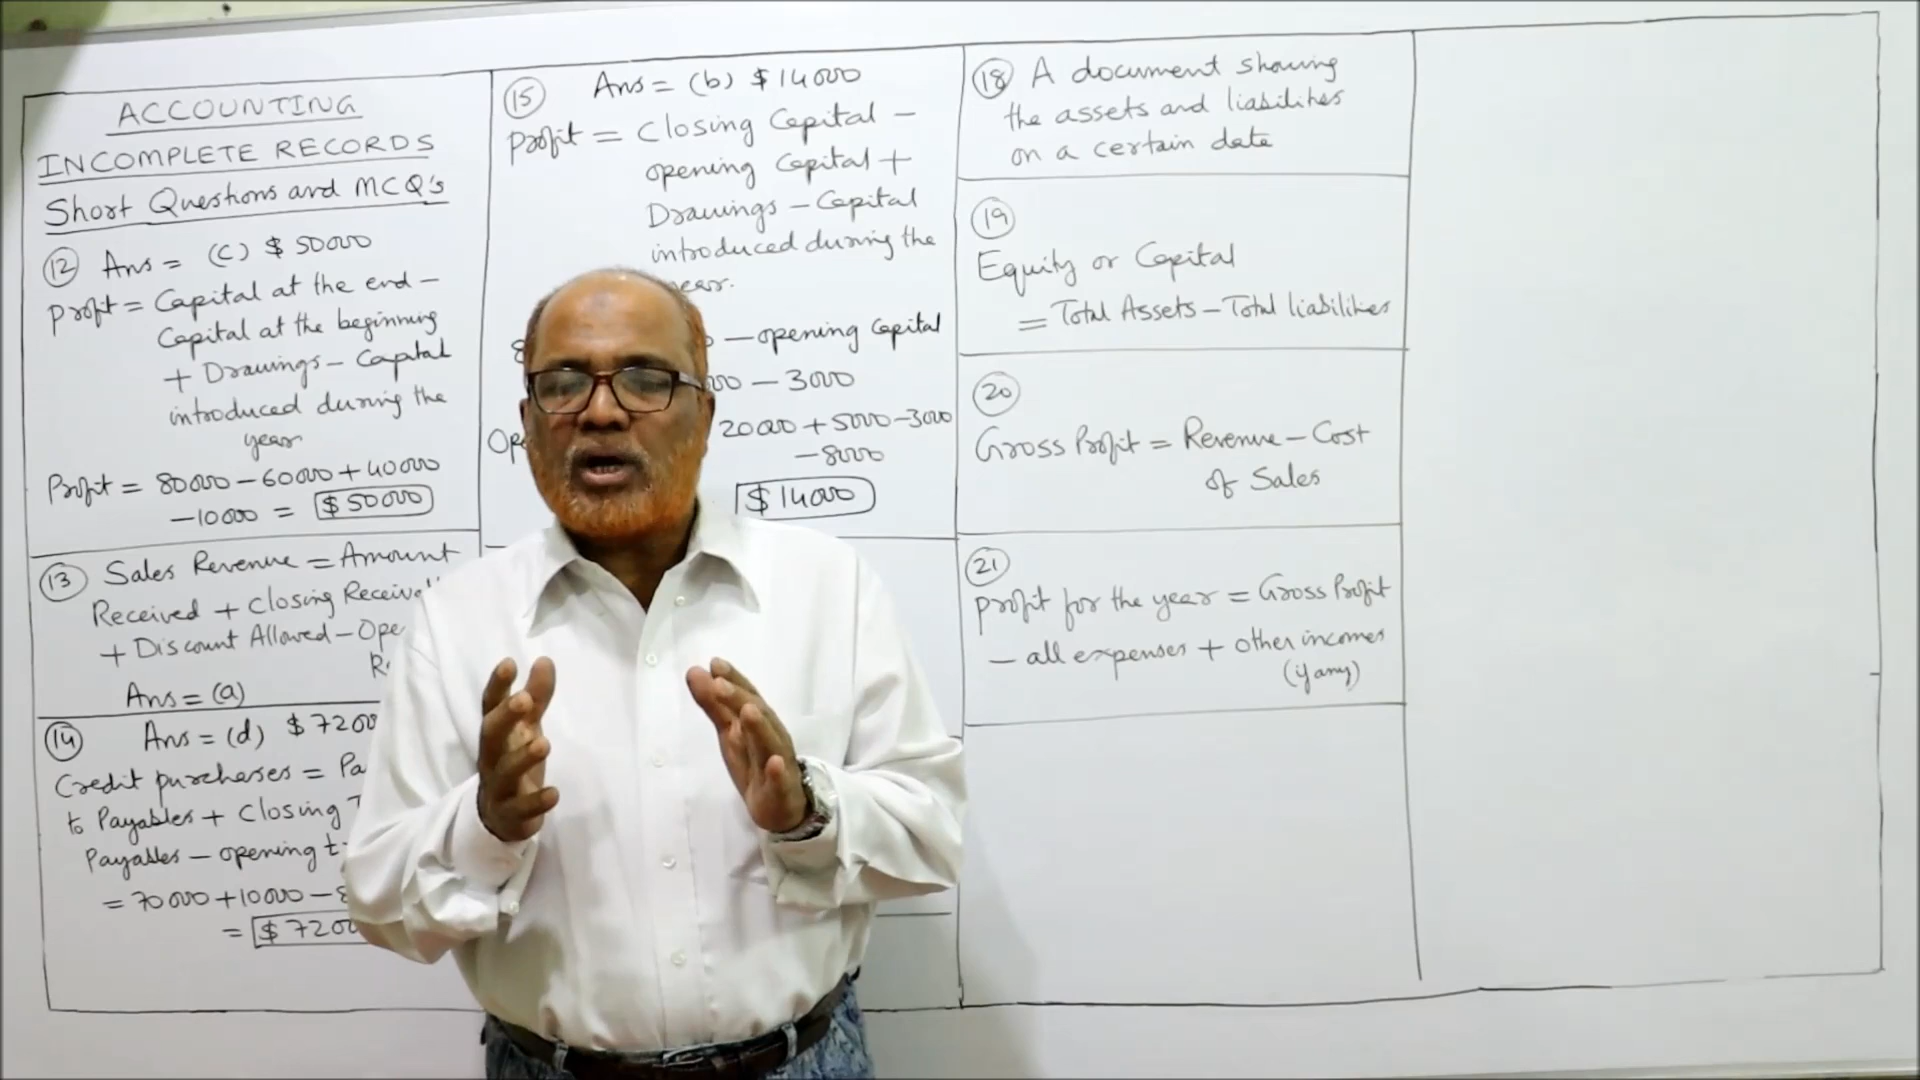 ACCOUNTING
INCOMPLETE RECORDS
Short Questions and MCQ's
(12) Ans = (c) $ 50000
Profit = Capital at the end -
Capital at the beginning
+ Drawings - Capital
introduced during the
year
Profit = 80000 - 60000 + 40000
- 10000 = $ 50000
(13) Sales Revenue = Amount
Received + Closing
+ Discount Allowed -
Ans = (a)
(14) Ans = (d) $ 7200
Credit purchases =
to Payables + Closing
Payables - opening
= 70000 + 10000 -
= $ 7200
(15) Ans = (b) $ 14000
Profit = Closing Capital -
opening Capital +
Drawings - Capital
introduced during the
year.
- opening Capital
- 3000
20000 + 5000 - 3000
- 8000
$ 14000
(18) A document showing
the assets and liabilities
on a certain date
(19)
Equity or Capital
= Total Assets - Total liabilities
(20)
Gross Profit = Revenue - Cost
of Sales
(21)
Profit for the year = Gross Profit
- all expenses + other incomes
(if any)